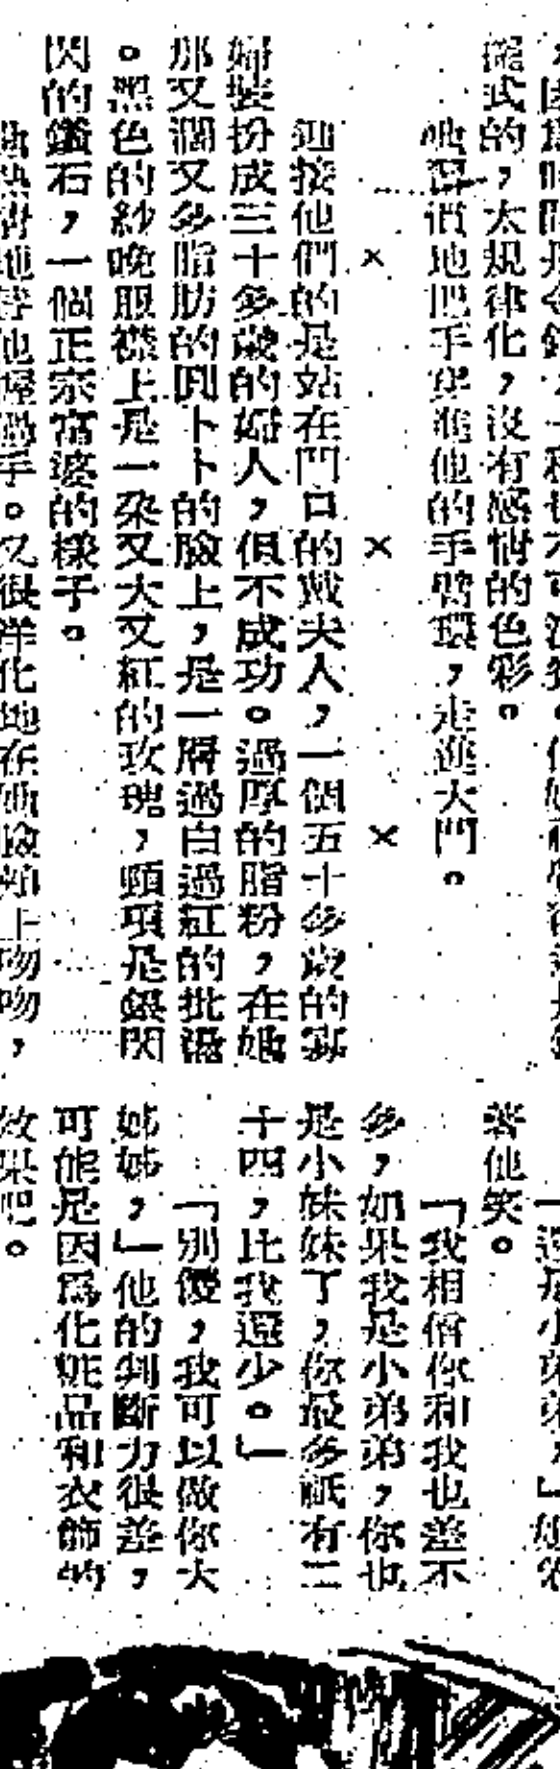 擺式的，太規律化，沒有感情的色彩。
她習慣地把手穿進他的手臂環，走進大門。
× × ×
迎接他們的是站在門口的戴夫人，一個五十多歲的寡
婦裝扮成三十多歲的婦人，但不成功。過厚的脂粉，在她
那又濶又多脂肪的圓卜卜的臉上，是一層過白過紅的批盪
。黑色的紗晚服襟上是一朶又大又紅的玫瑰，頸項是銀閃
閃的鑽石，一個正宗富婆的樣子。
她熱情地替他握過手。又很洋化地在她臉頰上吻吻，
著他笑。
「我相信你和我也差不
多，如果我是小弟弟，你也
是小妹妹了，你最多祇有二
十四，比我還少。」
「別儍，我可以做你大
姊姊，」他的判斷力很差，
可能是因爲化粧品和衣飾的
效果吧。